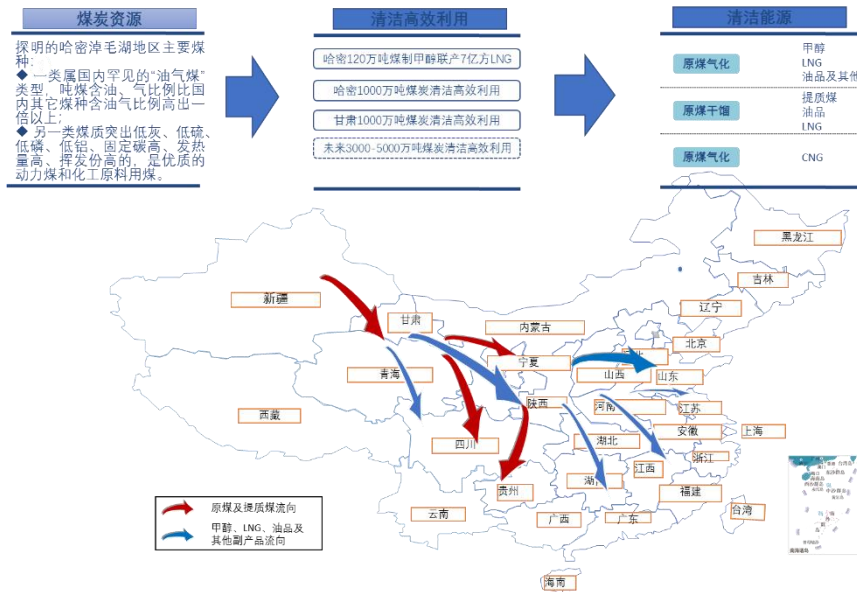 煤炭资源
清洁高效利用
清洁能源
探明的哈密淖毛湖地区主要煤
种:
◆ 一类属国内罕见的“油气煤”
类型，吨煤含油、气比例比国
内其它煤种含油气比例高出一
倍以上;
◆ 另一类煤质突出低灰、低硫、
低磷、低铝、固定碳高、发热
量高、挥发份高的，是优质的
动力煤和化工原料用煤。
哈密120万吨煤制甲醇联产7亿方LNG
哈密1000万吨煤炭清洁高效利用
甘肃1000万吨煤炭清洁高效利用
未来3000-5000万吨煤炭清洁高效利用
原煤气化
甲醇
LNG
油品及其他
原煤干馏
提质煤
油品
LNG
原煤气化
CNG
黑龙江
吉林
辽宁
新疆
甘肃
内蒙古
北京
宁夏
青海
山西
山东
西藏
陕西
河南
江苏
四川
湖北
安徽
上海
浙江
江西
贵州
福建
云南
广西
广东
台湾
海南
原煤及提质煤流向
甲醇、LNG、油品及
其他副产品流向
南海诸岛